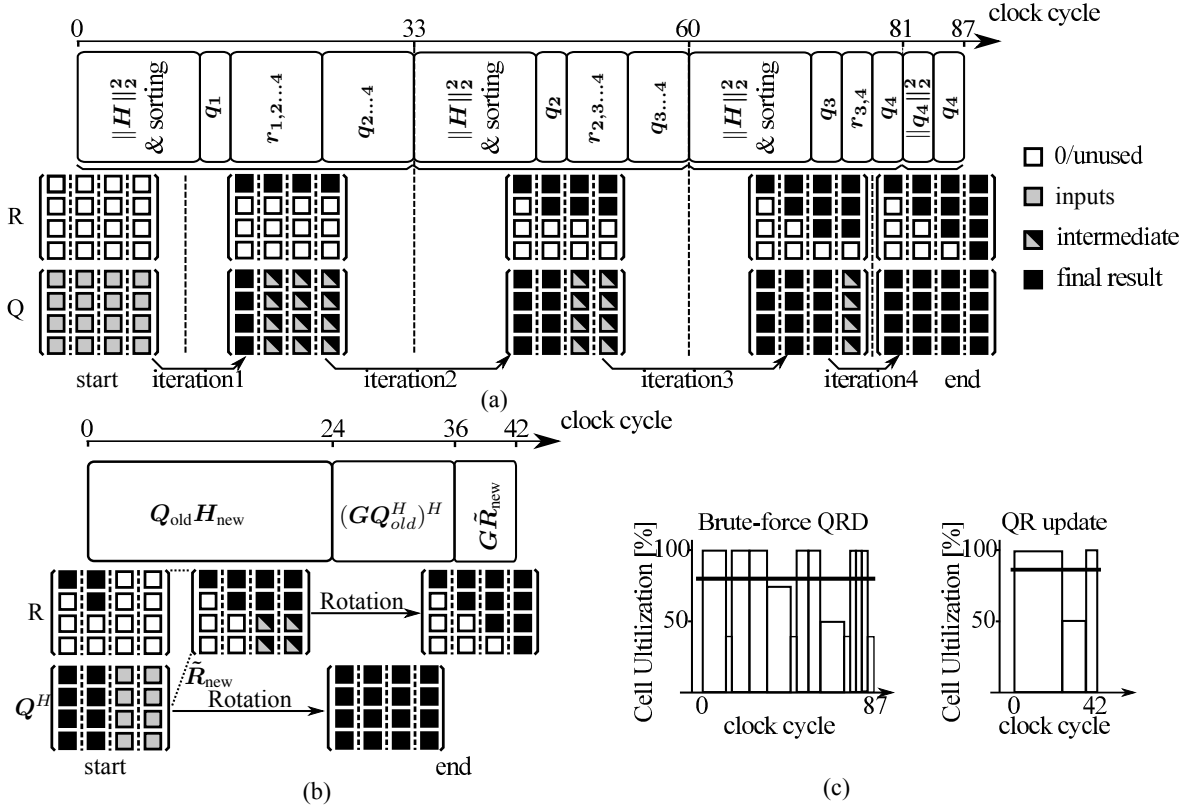 clock cycle
0 33 60 81 87
‖H‖₂² & sorting
q₁
r₁,₂…₄
q₂…₄
‖H‖₂² & sorting
q₂
r₂,₃…₄
q₃…₄
‖H‖₂² & sorting
q₃
r₃,₄
q₄
‖q₄‖₂²
q₄
0/unused
inputs
intermediate
final result
R
Q
start iteration1 iteration2 iteration3 iteration4 end
(a)
clock cycle
0 24 36 42
Q_old H_new
(GQ_old^H)^H
GR̃_new
R
Rotation
R̃_new
Q^H
Rotation
start end
(b)
Brute-force QRD
Cell Ultilization [%]
100
50
0 87
clock cycle
QR update
Cell Ultilization [%]
100
50
0 42
clock cycle
(c)